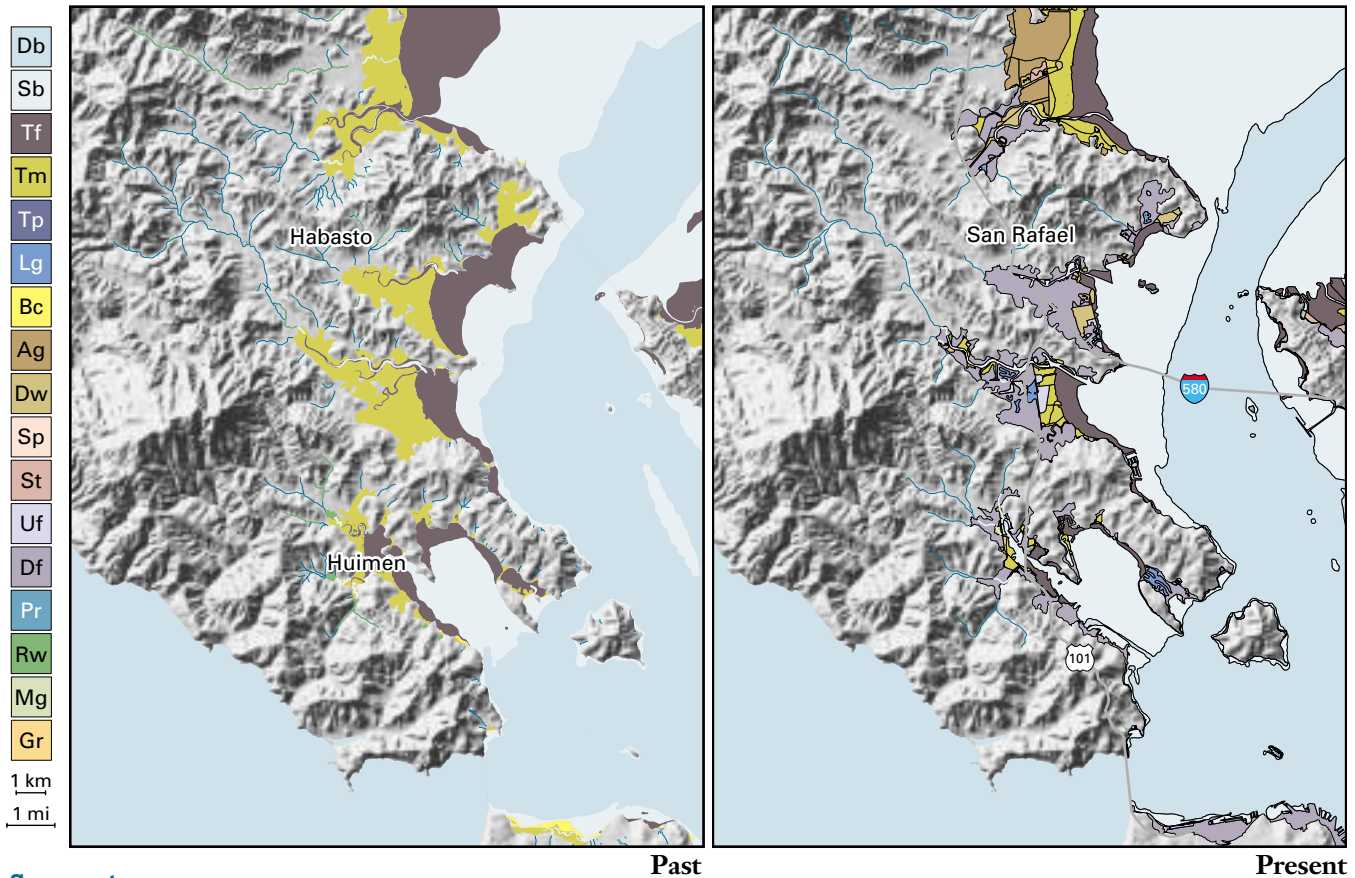 Db
Sb
Tf
Tm
Tp
Lg
Bc
Ag
Dw
Sp
St
Uf
Df
Pr
Rw
Mg
Gr
1 km
1 mi
Habasto
Huimen
Past
San Rafael
580
101
Present